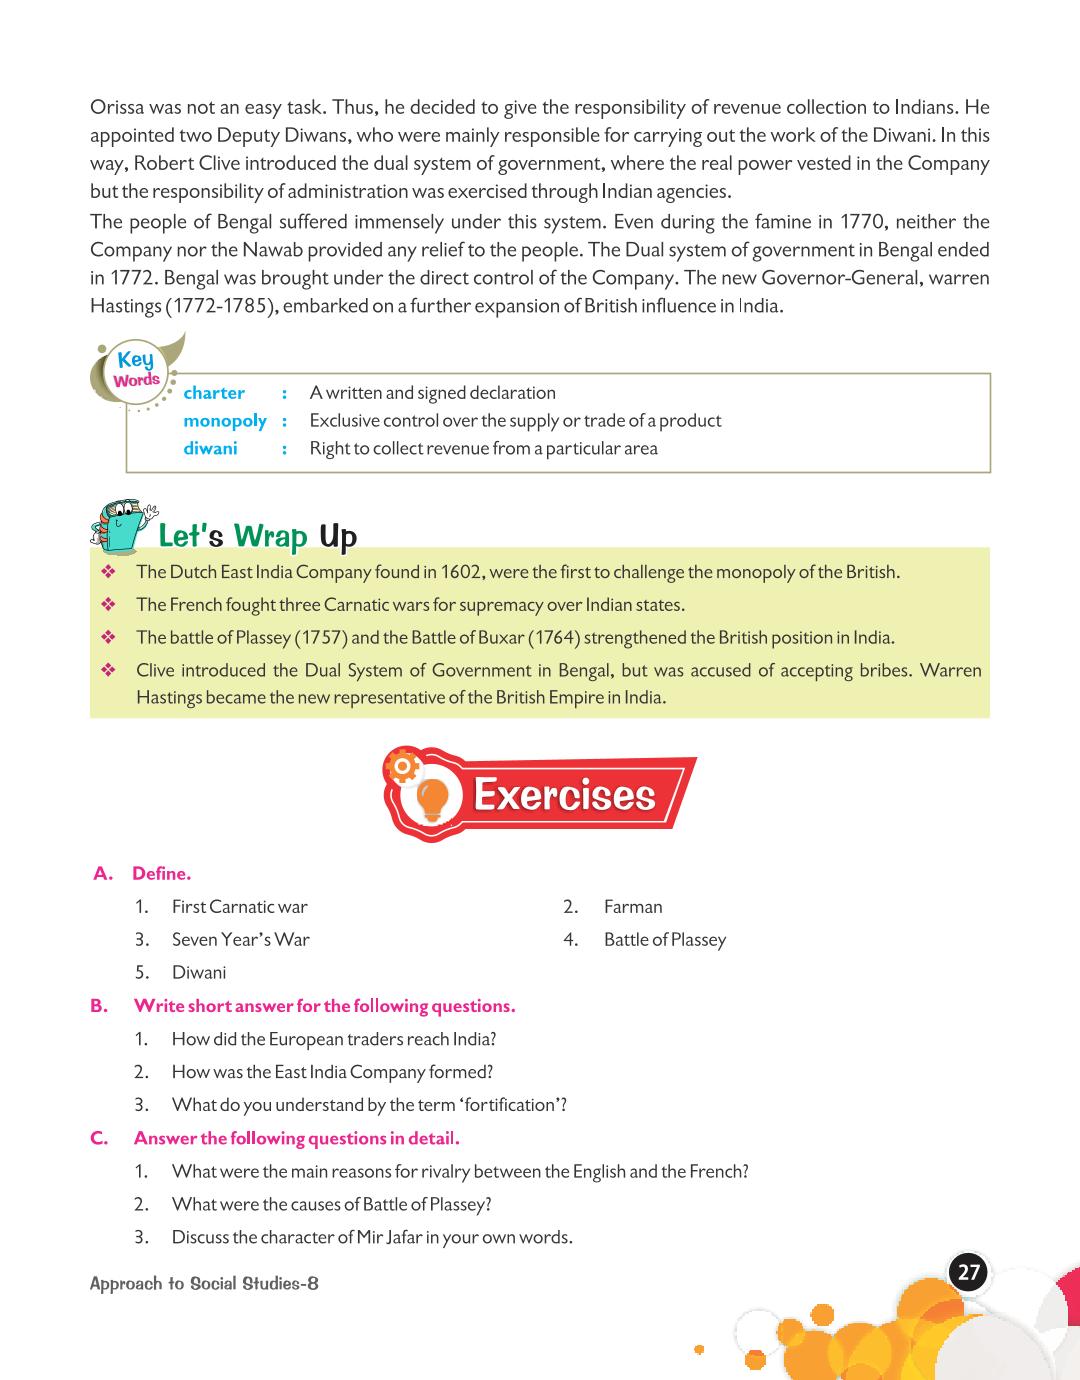 Orissa was not an easy task. Thus, he decided to give the responsibility of revenue collection to Indians. He
appointed two Deputy Diwans, who were mainly responsible for carrying out the work of the Diwani. In this
way, Robert Clive introduced the dual system of government, where the real power vested in the Company
but the responsibility of administration was exercised through Indian agencies.
The people of Bengal suffered immensely under this system. Even during the famine in 1770, neither the
Company nor the Nawab provided any relief to the people. The Dual system of government in Bengal ended
in 1772. Bengal was brought under the direct control of the Company. The new Governor-General, warren
Hastings (1772-1785), embarked on a further expansion of British influence in India.
Key
Words
charter : A written and signed declaration
monopoly : Exclusive control over the supply or trade of a product
diwani : Right to collect revenue from a particular area
Let's Wrap Up
❖ The Dutch East India Company found in 1602, were the first to challenge the monopoly of the British.
❖ The French fought three Carnatic wars for supremacy over Indian states.
❖ The battle of Plassey (1757) and the Battle of Buxar (1764) strengthened the British position in India.
❖ Clive introduced the Dual System of Government in Bengal, but was accused of accepting bribes. Warren
Hastings became the new representative of the British Empire in India.
Exercises
A. Define.
1. First Carnatic war 2. Farman
3. Seven Year's War 4. Battle of Plassey
5. Diwani
B. Write short answer for the following questions.
1. How did the European traders reach India?
2. How was the East India Company formed?
3. What do you understand by the term 'fortification'?
C. Answer the following questions in detail.
1. What were the main reasons for rivalry between the English and the French?
2. What were the causes of Battle of Plassey?
3. Discuss the character of Mir Jafar in your own words.
Approach to Social Studies-8
27